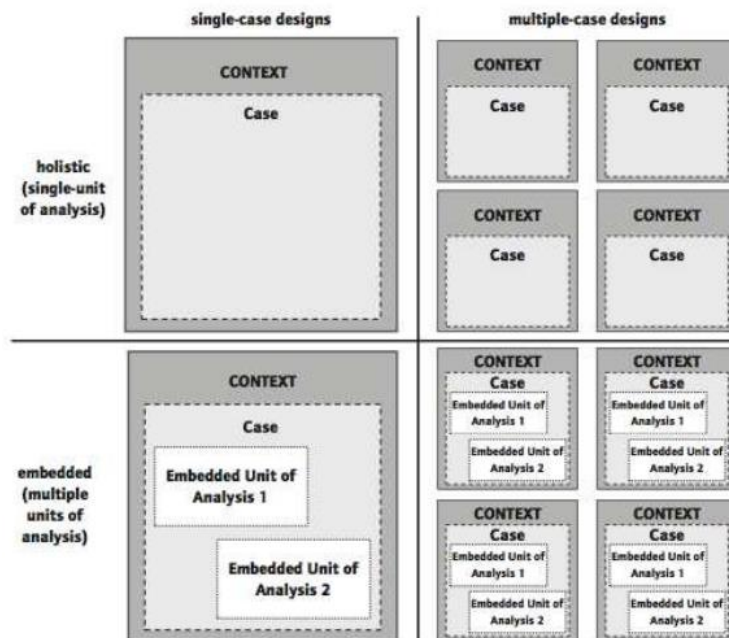 single-case designs
multiple-case designs
CONTEXT
Case
CONTEXT
Case
CONTEXT
Case
holistic
(single-unit
of analysis)
CONTEXT
Case
CONTEXT
Case
CONTEXT
Case
Embedded Unit of
Analysis 1
Embedded Unit of
Analysis 2
CONTEXT
Case
Embedded Unit of
Analysis 1
Embedded Unit of
Analysis 2
CONTEXT
Case
Embedded Unit of
Analysis 1
Embedded Unit of
Analysis 2
embedded
(multiple
units of
analysis)
CONTEXT
Case
Embedded Unit of
Analysis 1
Embedded Unit of
Analysis 2
CONTEXT
Case
Embedded Unit of
Analysis 1
Embedded Unit of
Analysis 2